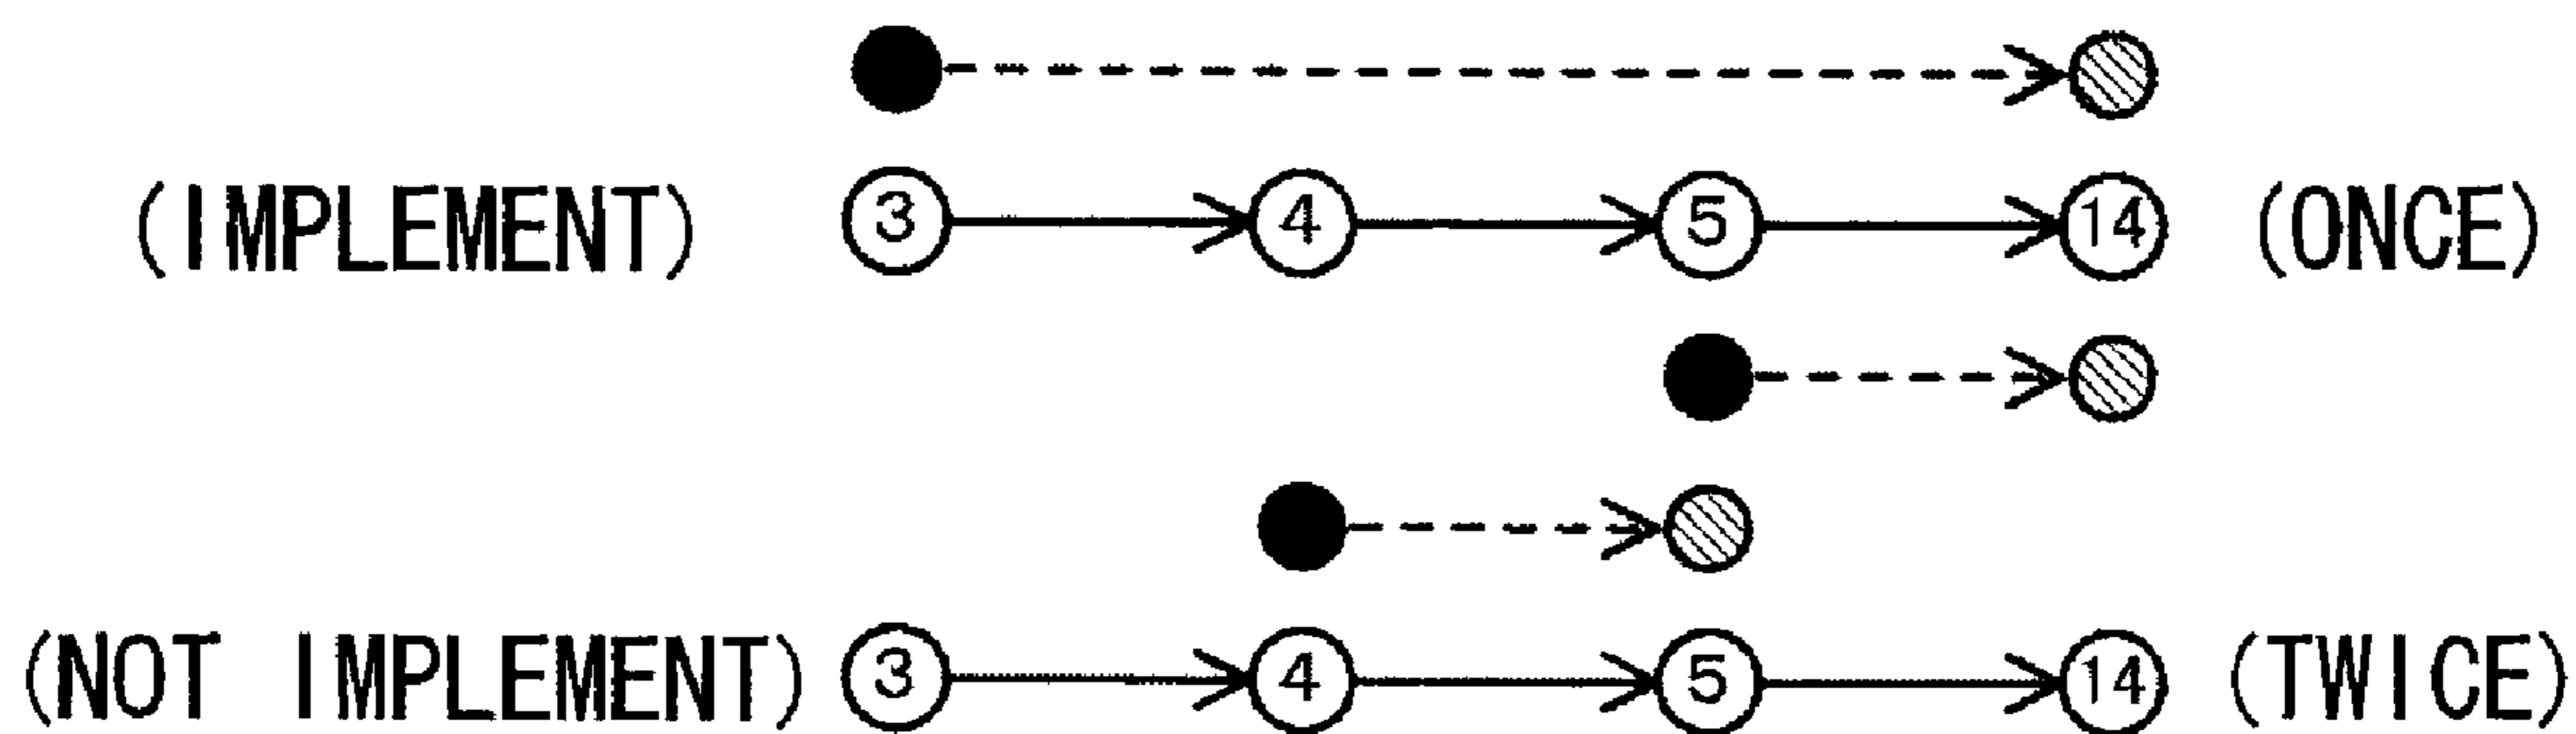 (IMPLEMENT) 3 4 5 14 (ONCE)
(NOT IMPLEMENT) 3 4 5 14 (TWICE)